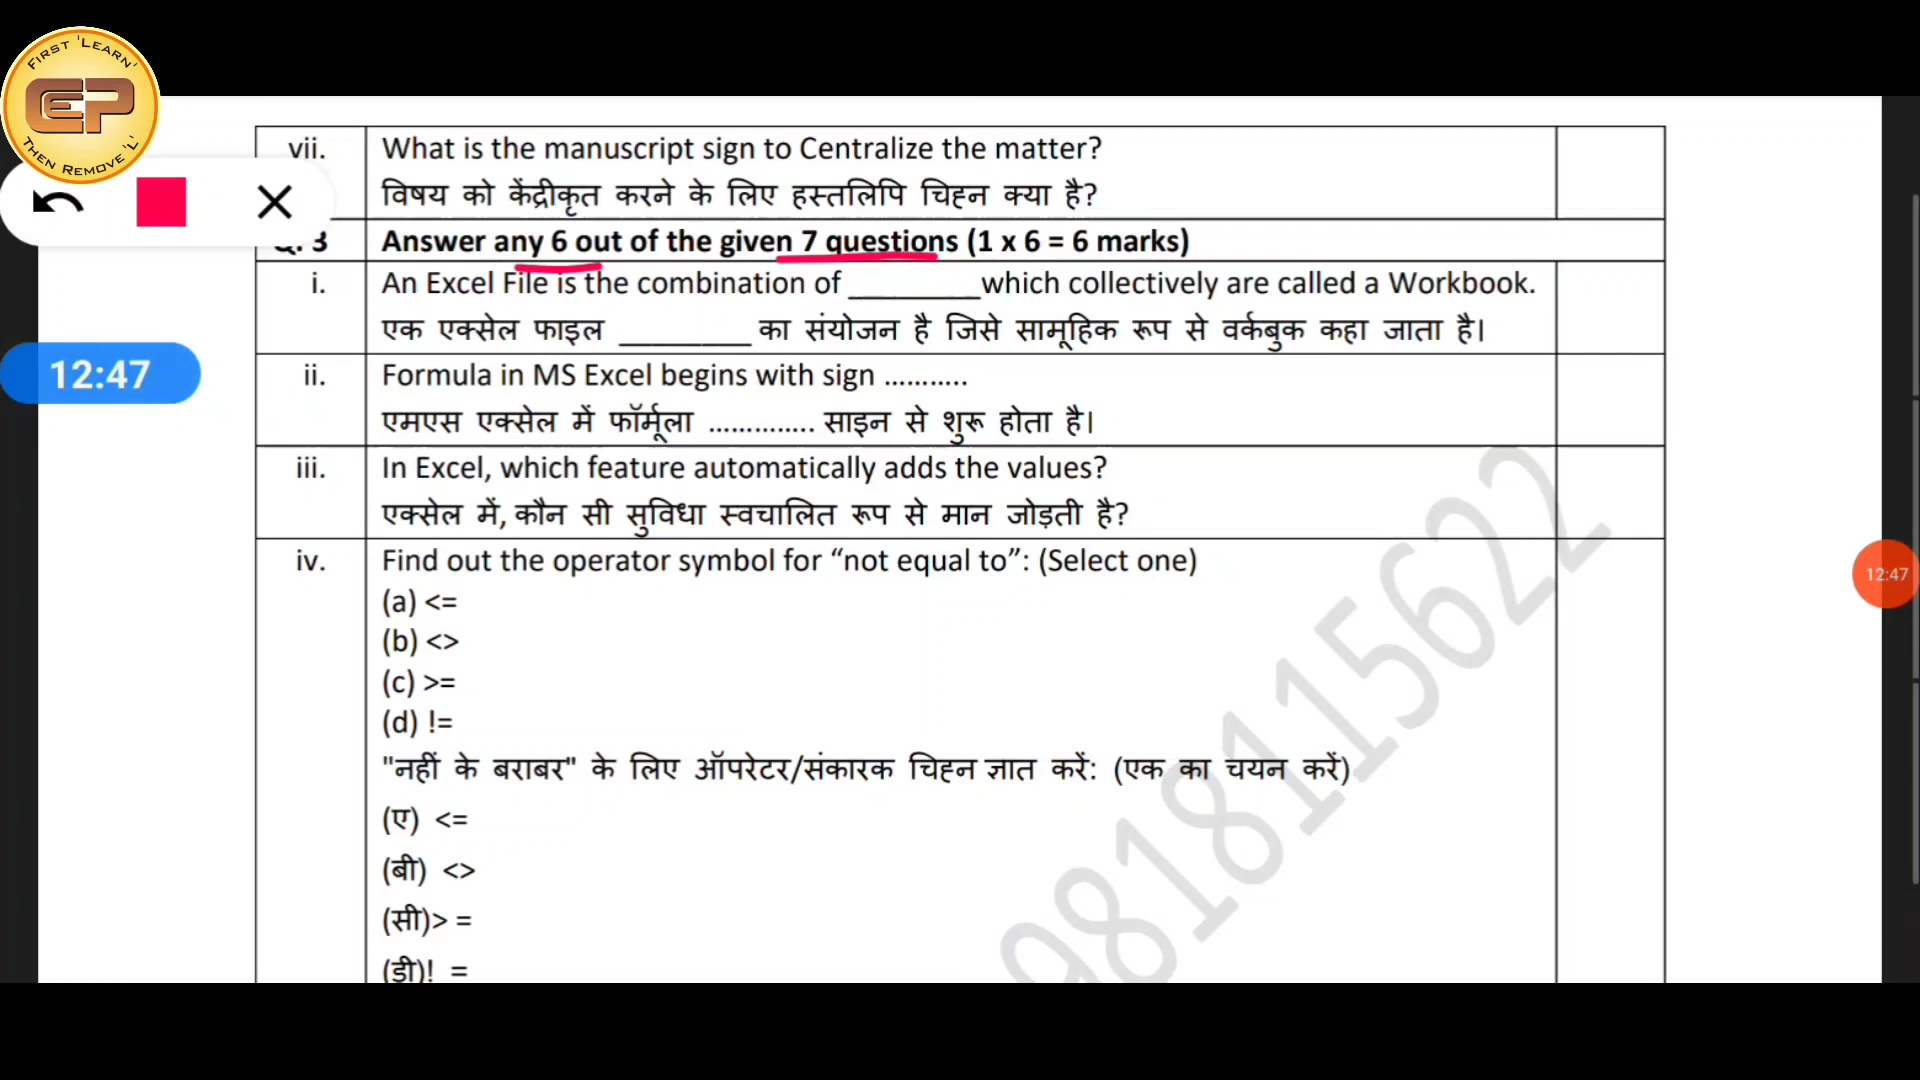 FIRST 'LEARN'
EP
THEN REMOVE 'L'
vii.
What is the manuscript sign to Centralize the matter?
विषय को केंद्रीकृत करने के लिए हस्तलिपि चिह्न क्या है?
Q. 3
Answer any 6 out of the given 7 questions (1 x 6 = 6 marks)
i.
An Excel File is the combination of ________which collectively are called a Workbook.
एक एक्सेल फाइल ________ का संयोजन है जिसे सामूहिक रूप से वर्कबुक कहा जाता है।
12:47
ii.
Formula in MS Excel begins with sign ...........
एमएस एक्सेल में फॉर्मूला .............. साइन से शुरू होता है।
iii.
In Excel, which feature automatically adds the values?
एक्सेल में, कौन सी सुविधा स्वचालित रूप से मान जोड़ती है?
iv.
Find out the operator symbol for “not equal to”: (Select one)
(a) <=
12:47
(b) <>
(c) >=
(d) !=
"नहीं के बराबर" के लिए ऑपरेटर/संकारक चिह्न ज्ञात करें: (एक का चयन करें)
(ए) <=
(बी) <>
(सी)> =
(डी)! =
9818115622